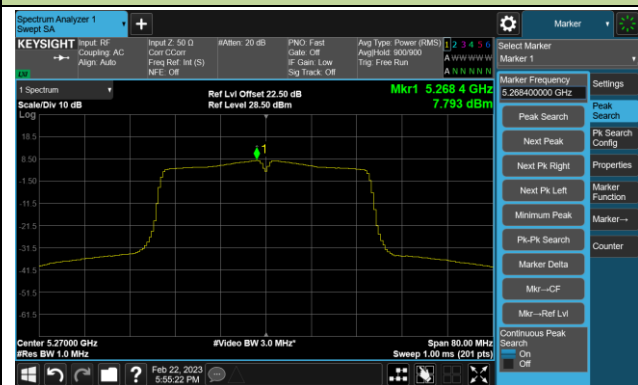 Spectrum Analyzer 1
Swept SA
+
Marker
KEYSIGHT
Input: RF
Coupling: AC
Align: Auto
Input Z: 50 Ω
Corr CCorr
Freq Ref: Int (S)
NFE: Off
#Atten: 20 dB
PNO: Fast
Gate: Off
IF Gain: Low
Sig Track: Off
Avg Type: Power (RMS)
Avg|Hold: 900/900
Trig: Free Run
1 2 3 4 5 6
A W W W W W
A N N N N N
LXI
Select Marker
Marker 1
1 Spectrum
Scale/Div 10 dB
Log
Ref Lvl Offset 22.50 dB
Ref Level 28.50 dBm
Mkr1 5.268 4 GHz
7.793 dBm
18.5
8.50
-1.50
-11.5
-21.5
-31.5
-41.5
-51.5
-61.5
1
Center 5.27000 GHz
#Res BW 1.0 MHz
#Video BW 3.0 MHz*
Span 80.00 MHz
Sweep 1.00 ms (201 pts)
Marker Frequency
5.268400000 GHz
Peak Search
Next Peak
Next Pk Right
Next Pk Left
Minimum Peak
Pk-Pk Search
Marker Delta
Mkr→CF
Mkr→Ref Lvl
Continuous Peak
Search
On
Off
Settings
Peak
Search
Pk Search
Config
Properties
Marker
Function
Marker→
Counter
?
Feb 22, 2023
5:55:22 PM